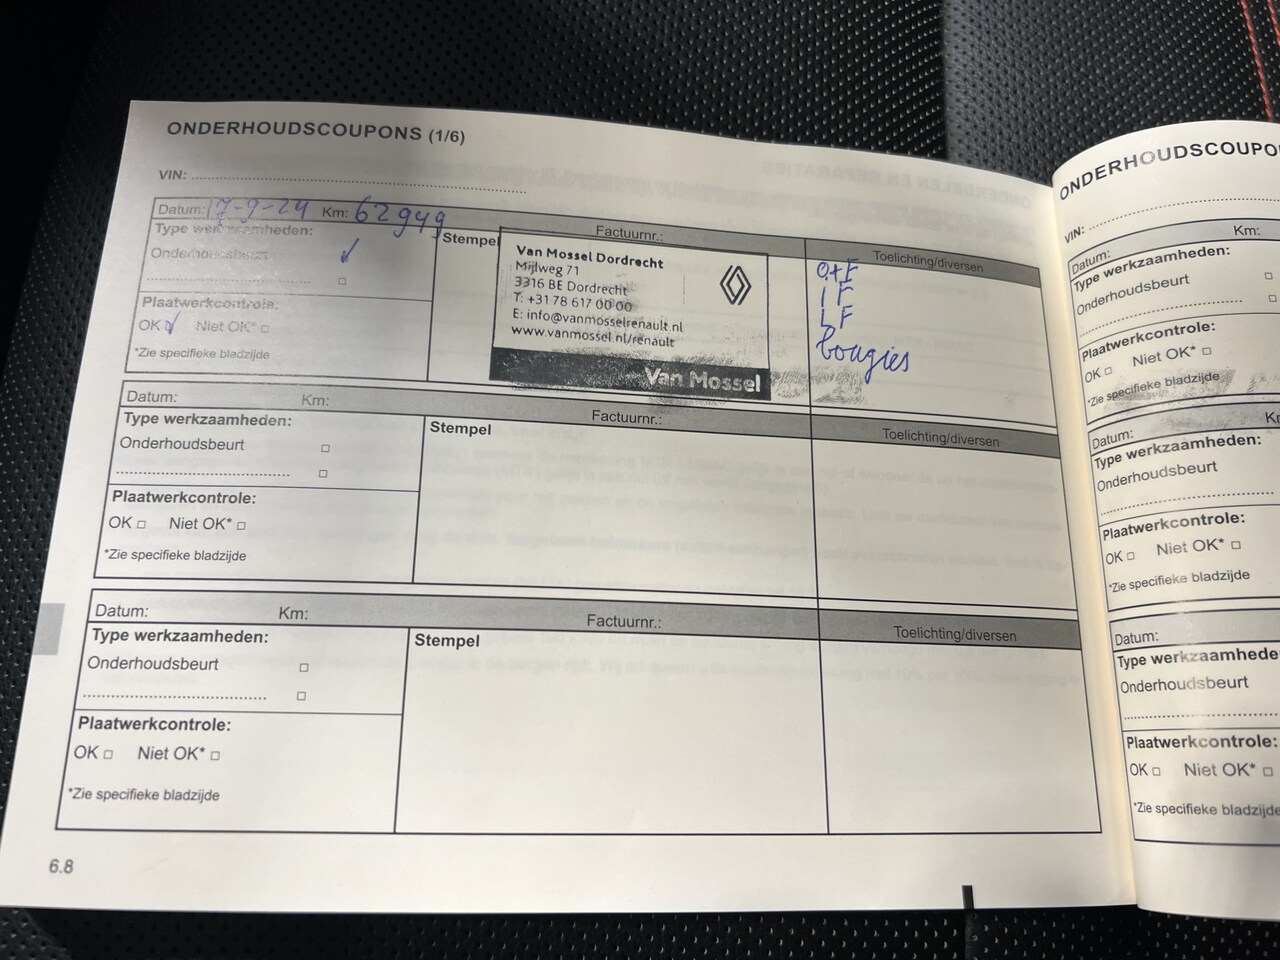 ONDERHOUDSCOUPONS (1/6)
VIN:
Datum: 17-9-24 Km: 62949 Factuurnr.:
Type werkzaamheden:
Onderhoudsbeurt
Plaatwerkcontrole:
OK Niet OK*
*Zie specifieke bladzijde
Stempel
Van Mossel Dordrecht
Mijlweg 71
3316 BE Dordrecht
T: +31 78 617 00 00
E: info@vanmosselrenault.nl
www.vanmossel.nl/renault
Van Mossel
Toelichting/diversen
O+F
IF
LF
bougies
Datum: Km: Factuurnr.:
Type werkzaamheden:
Onderhoudsbeurt
Plaatwerkcontrole:
OK Niet OK*
*Zie specifieke bladzijde
Stempel
Toelichting/diversen
Datum: Km: Factuurnr.:
Type werkzaamheden:
Onderhoudsbeurt
Plaatwerkcontrole:
OK Niet OK*
*Zie specifieke bladzijde
Stempel
Toelichting/diversen
6.8
ONDERHOUDSCOUPO
VIN:
Datum: Km:
Type werkzaamheden:
Onderhoudsbeurt
Plaatwerkcontrole:
OK Niet OK*
*Zie specifieke bladzijde
Datum:
Type werkzaamheden:
Onderhoudsbeurt
Plaatwerkcontrole:
OK Niet OK*
*Zie specifieke bladzijde
Datum:
Type werkzaamhede
Onderhoudsbeurt
Plaatwerkcontrole:
OK Niet OK*
*Zie specifieke bladzijde